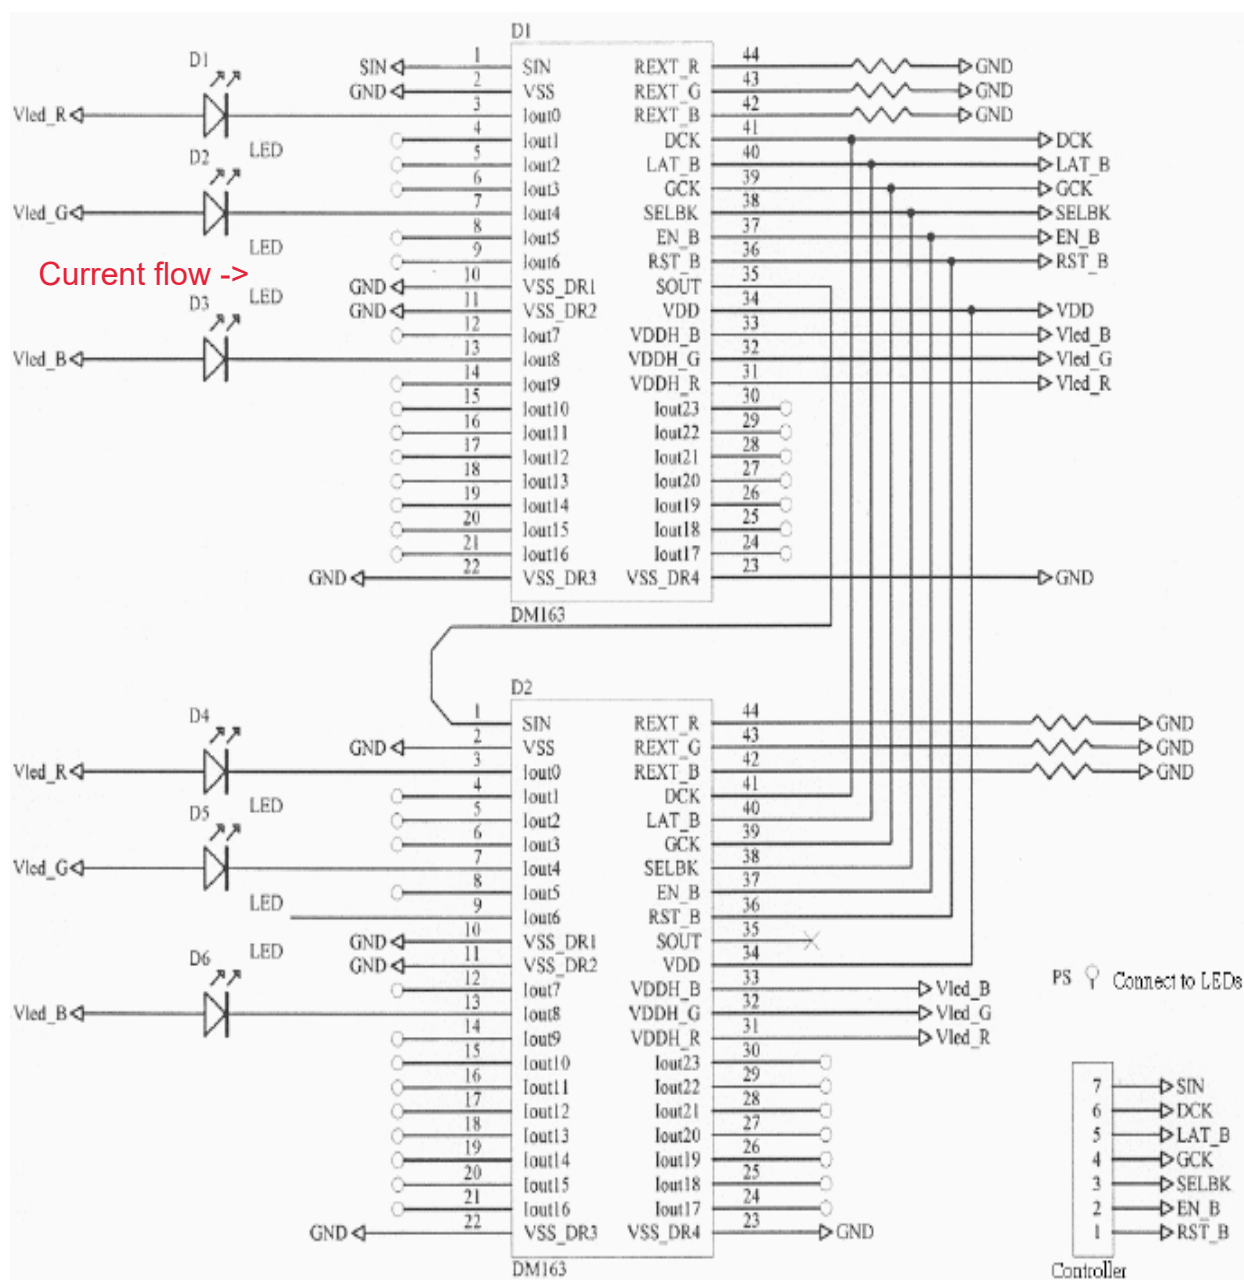 D1
SIN 1 SIN REXT_R 44 GND
GND 2 VSS REXT_G 43 GND
D1
Vled_R 3 Iout0 REXT_B 42 GND
4 Iout1 DCK 41 DCK
LED
5 Iout2 LAT_B 40 LAT_B
D2
6 Iout3 GCK 39 GCK
Vled_G 7 Iout4 SELBK 38 SELBK
8 Iout5 EN_B 37 EN_B
LED
9 Iout6 RST_B 36 RST_B
Current flow ->
GND 10 VSS_DR1 SOUT 35
LED
D3
GND 11 VSS_DR2 VDD 34 VDD
12 Iout7 VDDH_B 33 Vled_B
Vled_B 13 Iout8 VDDH_G 32 Vled_G
14 Iout9 VDDH_R 31 Vled_R
15 Iout10 Iout23 30
16 Iout11 Iout22 29
17 Iout12 Iout21 28
18 Iout13 Iout20 27
19 Iout14 Iout19 26
20 Iout15 Iout18 25
21 Iout16 Iout17 24
GND 22 VSS_DR3 VSS_DR4 23 GND
DM163
D2
1 SIN REXT_R 44 GND
D4
GND 2 VSS REXT_G 43 GND
Vled_R 3 Iout0 REXT_B 42 GND
4 Iout1 DCK 41
LED
D5
5 Iout2 LAT_B 40
6 Iout3 GCK 39
Vled_G 7 Iout4 SELBK 38
8 Iout5 EN_B 37
LED
9 Iout6 RST_B 36
GND 10 VSS_DR1 SOUT 35
LED
D6
GND 11 VSS_DR2 VDD 34
12 Iout7 VDDH_B 33 Vled_B
Vled_B 13 Iout8 VDDH_G 32 Vled_G
14 Iout9 VDDH_R 31 Vled_R
15 Iout10 Iout23 30
16 Iout11 Iout22 29
17 Iout12 Iout21 28
18 Iout13 Iout20 27
19 Iout14 Iout19 26
20 Iout15 Iout18 25
21 Iout16 Iout17 24
GND 22 VSS_DR3 VSS_DR4 23 GND
DM163
PS Connect to LEDs
7 SIN
6 DCK
5 LAT_B
4 GCK
3 SELBK
2 EN_B
1 RST_B
Controller